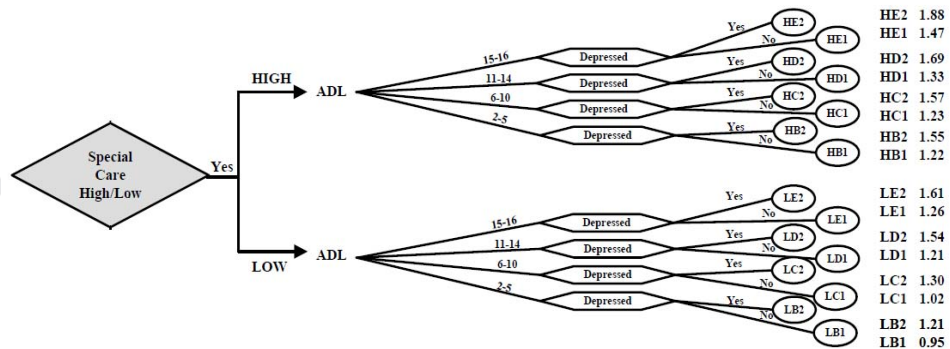 Special
Care
High/Low
Yes
HIGH
ADL
15-16
Depressed
Yes
HE2
No
HE1
11-14
Depressed
Yes
HD2
No
HD1
6-10
Depressed
Yes
HC2
No
HC1
2-5
Depressed
Yes
HB2
No
HB1
HE2 1.88
HE1 1.47
HD2 1.69
HD1 1.33
HC2 1.57
HC1 1.23
HB2 1.55
HB1 1.22
LOW
ADL
15-16
Depressed
Yes
LE2
No
LE1
11-14
Depressed
Yes
LD2
No
LD1
6-10
Depressed
Yes
LC2
No
LC1
2-5
Depressed
Yes
LB2
No
LB1
LE2 1.61
LE1 1.26
LD2 1.54
LD1 1.21
LC2 1.30
LC1 1.02
LB2 1.21
LB1 0.95